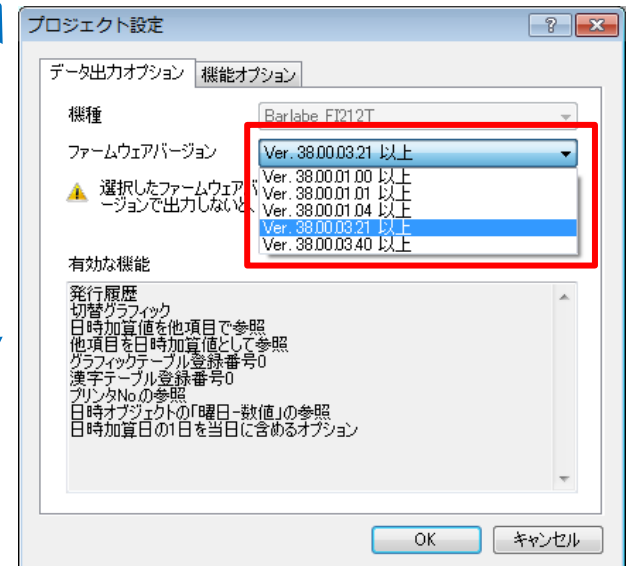 プロジェクト設定
データ出力オプション 機能オプション
機種 Barlabe FI212T
ファームウェアバージョン Ver. 38.00.03.21 以上
Ver. 38.00.01.00 以上
Ver. 38.00.01.01 以上
Ver. 38.00.01.04 以上
Ver. 38.00.03.21 以上
Ver. 38.00.03.40 以上
選択したファームウェアバ
ージョンで出力しないと、
有効な機能
発行履歴
切替グラフィック
日時加算値を他項目で参照
他項目を日時加算値として参照
グラフィックテーブル登録番号0
漢字テーブル登録番号0
プリンタNo.の参照
日時オブジェクトの「曜日-数値」の参照
日時加算日の1日を当日に含めるオプション
OK キャンセル